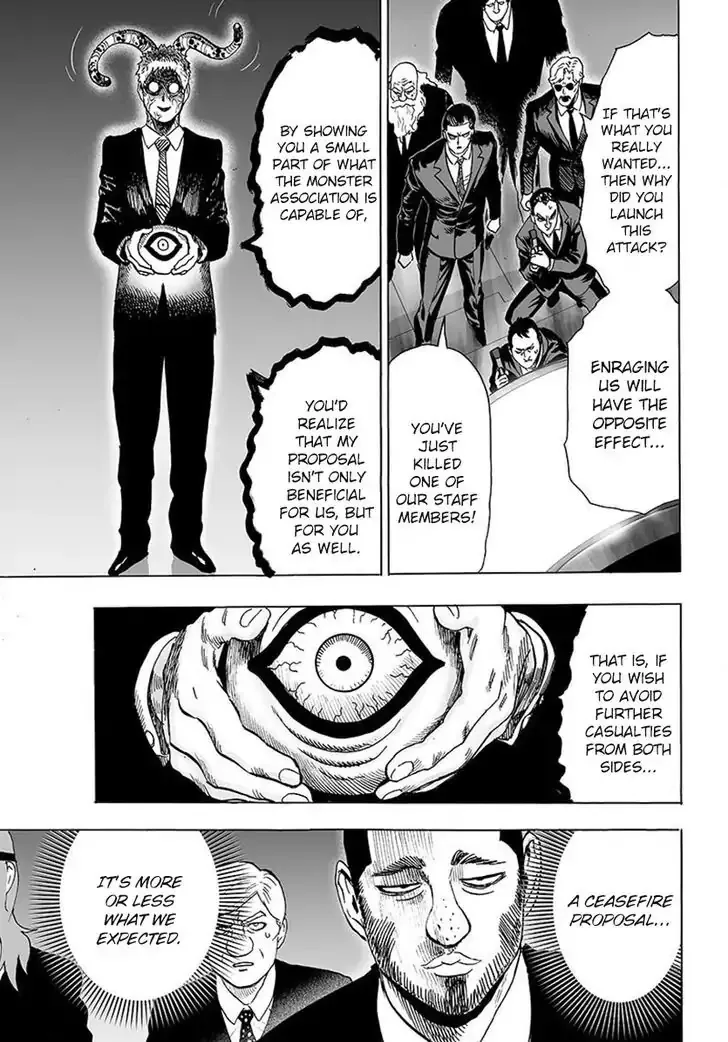 IF THAT'S
WHAT YOU
REALLY
WANTED...
THEN WHY
DID YOU
LAUNCH
THIS
ATTACK?
ENRAGING
US WILL
HAVE THE
OPPOSITE
EFFECT...
YOU'VE
JUST
KILLED
ONE OF
OUR STAFF
MEMBERS!
BY SHOWING
YOU A SMALL
PART OF WHAT
THE MONSTER
ASSOCIATION IS
CAPABLE OF,
YOU'D
REALIZE
THAT MY
PROPOSAL
ISN'T ONLY
BENEFICIAL
FOR US, BUT
FOR YOU
AS WELL.
THAT IS, IF
YOU WISH
TO AVOID
FURTHER
CASUALTIES
FROM BOTH
SIDES...
A CEASEFIRE
PROPOSAL...
IT'S MORE
OR LESS
WHAT WE
EXPECTED.